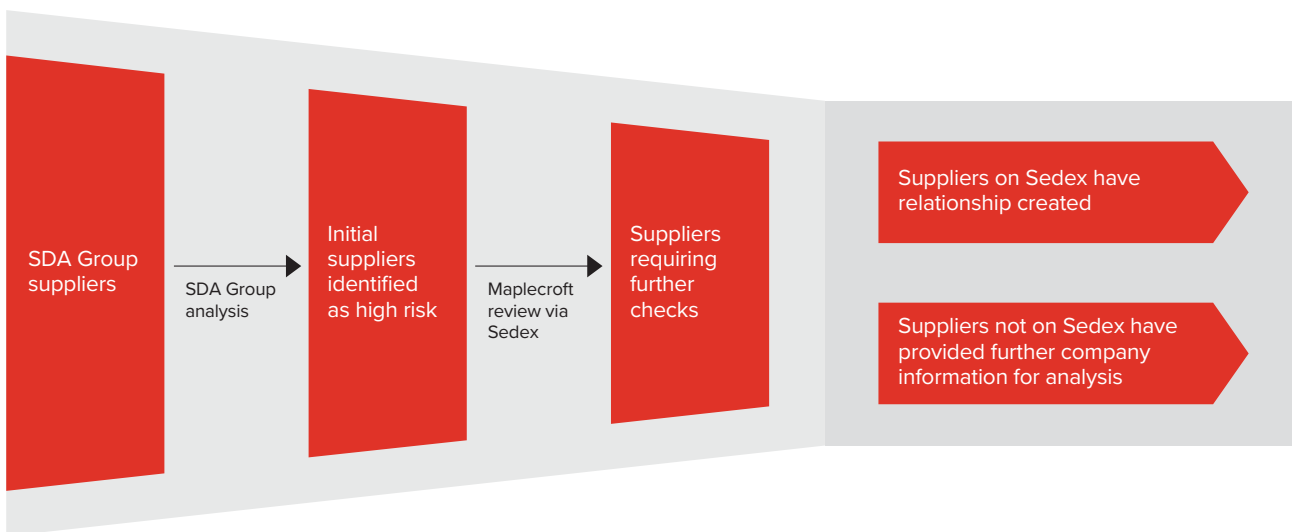 SDA Group
suppliers
SDA Group
analysis
Initial
suppliers
identified
as high risk
Maplecroft
review via
Sedex
Suppliers
requiring
further
checks
Suppliers on Sedex have
relationship created
Suppliers not on Sedex have
provided further company
information for analysis